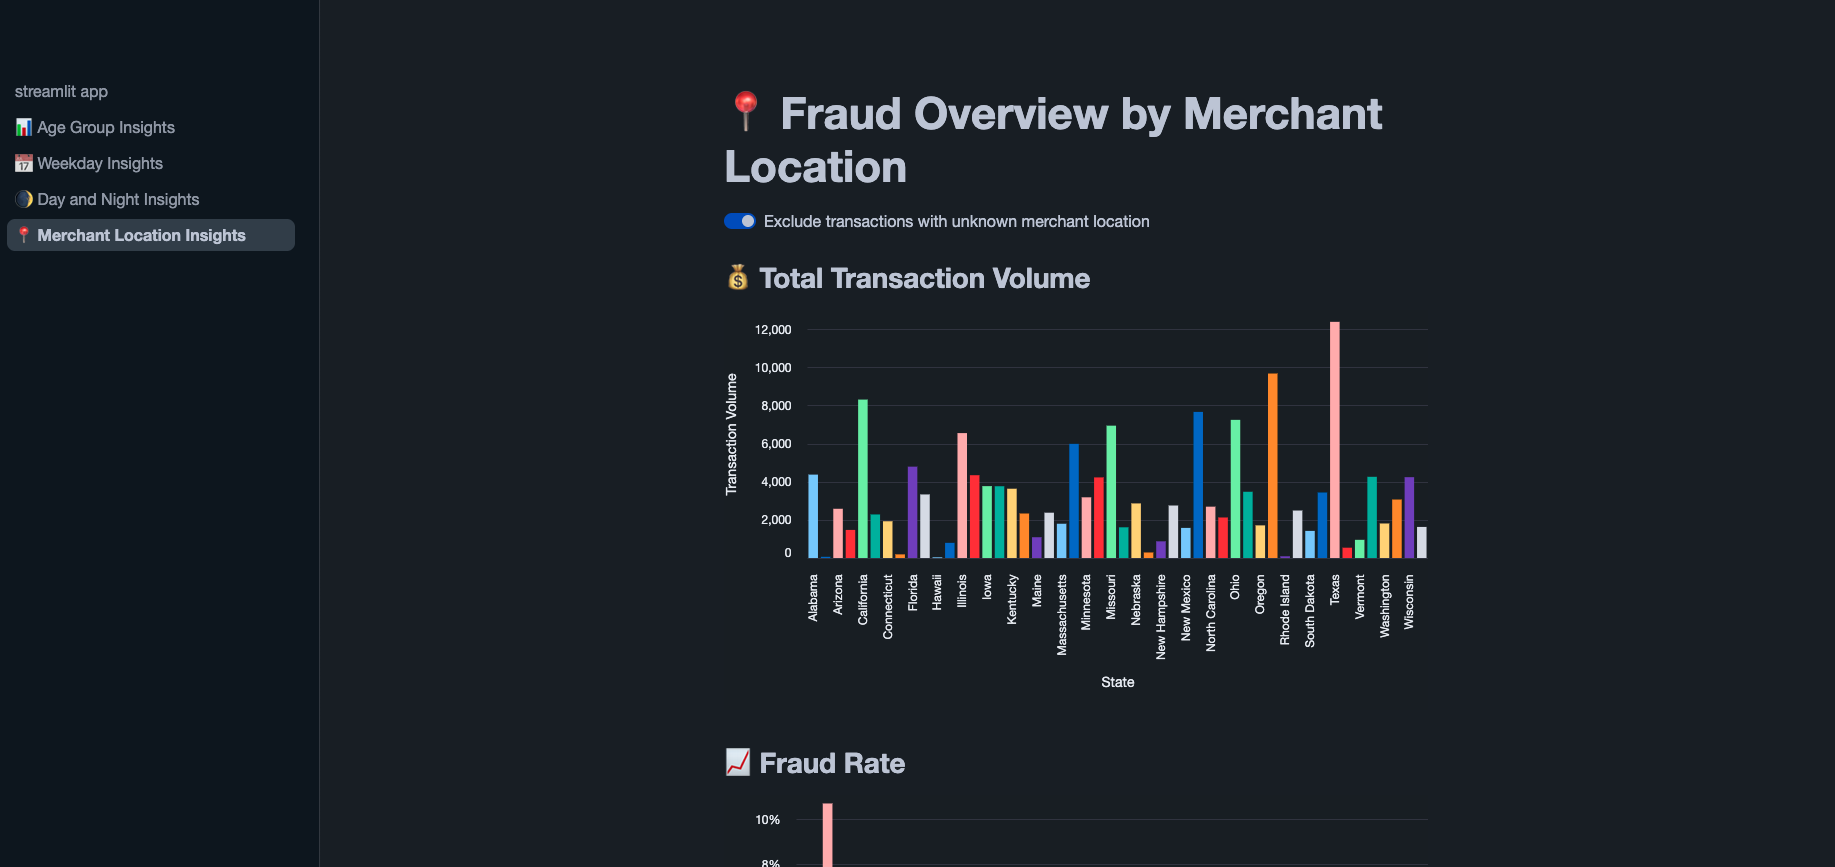 streamlit app
Age Group Insights
Weekday Insights
Day and Night Insights
Merchant Location Insights
Fraud Overview by Merchant
Location
Exclude transactions with unknown merchant location
Total Transaction Volume
12,000
10,000
8,000
6,000
4,000
2,000
0
Transaction Volume
Alabama
Arizona
California
Connecticut
Florida
Hawaii
Illinois
Iowa
Kentucky
Maine
Massachusetts
Minnesota
Missouri
Nebraska
New Hampshire
New Mexico
North Carolina
Ohio
Oregon
Rhode Island
South Dakota
Texas
Vermont
Washington
Wisconsin
State
Fraud Rate
10%
8%